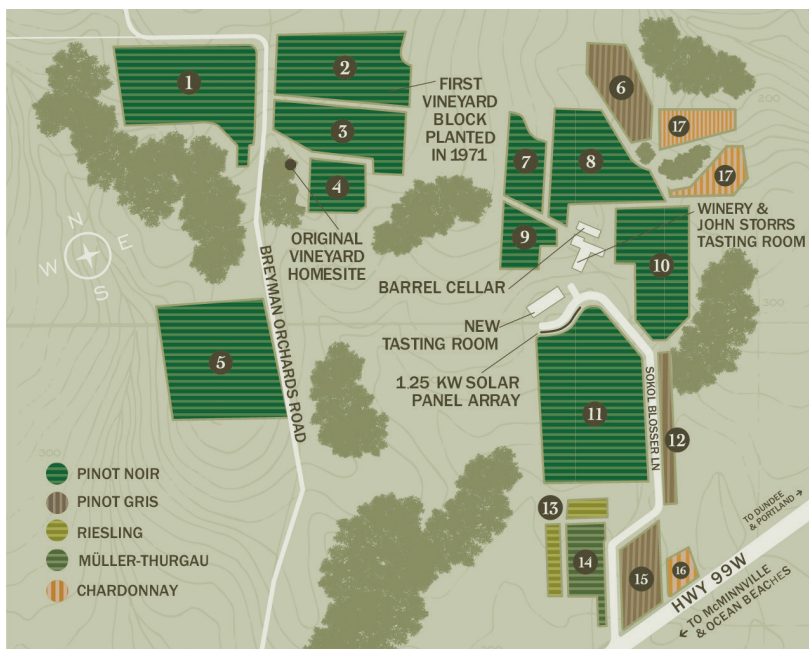 1
2
3
4
5
6
7
8
9
10
11
12
13
14
15
16
17
17
FIRST
VINEYARD
BLOCK
PLANTED
IN 1971
ORIGINAL
VINEYARD
HOMESITE
WINERY &
JOHN STORRS
TASTING ROOM
BARREL CELLAR
NEW
TASTING ROOM
1.25 KW SOLAR
PANEL ARRAY
BREYMAN ORCHARDS ROAD
SOKOL BLOSSER LN
HWY 99W
TO DUNDEE
& PORTLAND
TO McMINNVILLE
& OCEAN BEACHES
N
E
S
W
200
300
300
PINOT NOIR
PINOT GRIS
RIESLING
MÜLLER-THURGAU
CHARDONNAY